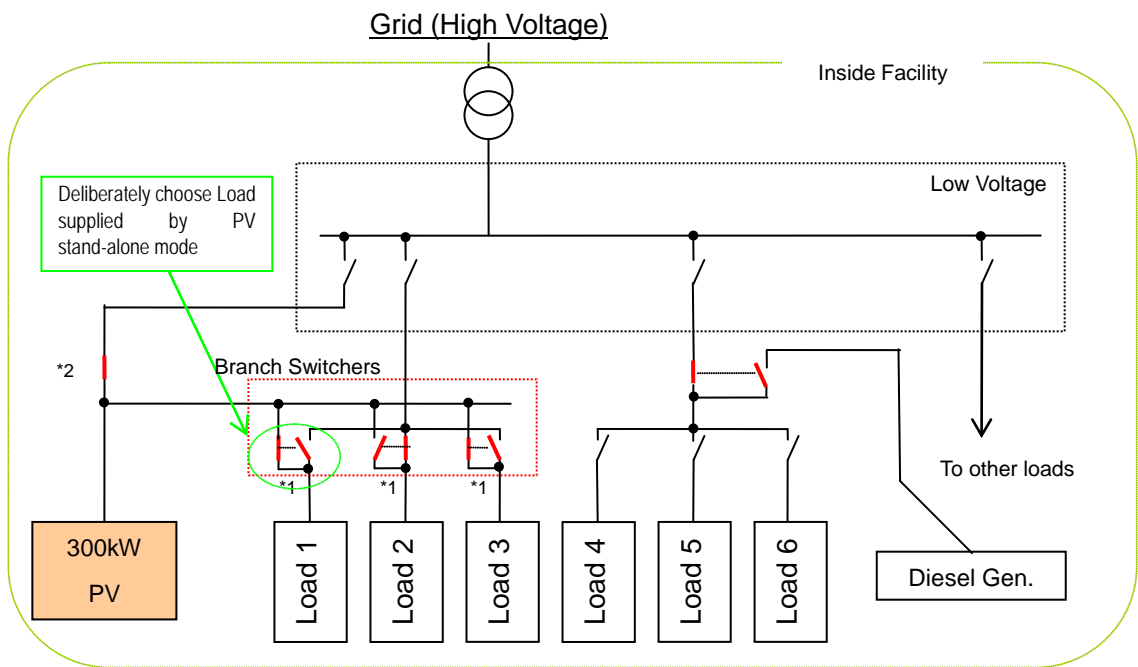 Grid (High Voltage)
Inside Facility
Low Voltage
Deliberately choose Load
supplied by PV
stand-alone mode
*2
Branch Switchers
*1
*1
*1
To other loads
300kW
PV
Load 1
Load 2
Load 3
Load 4
Load 5
Load 6
Diesel Gen.